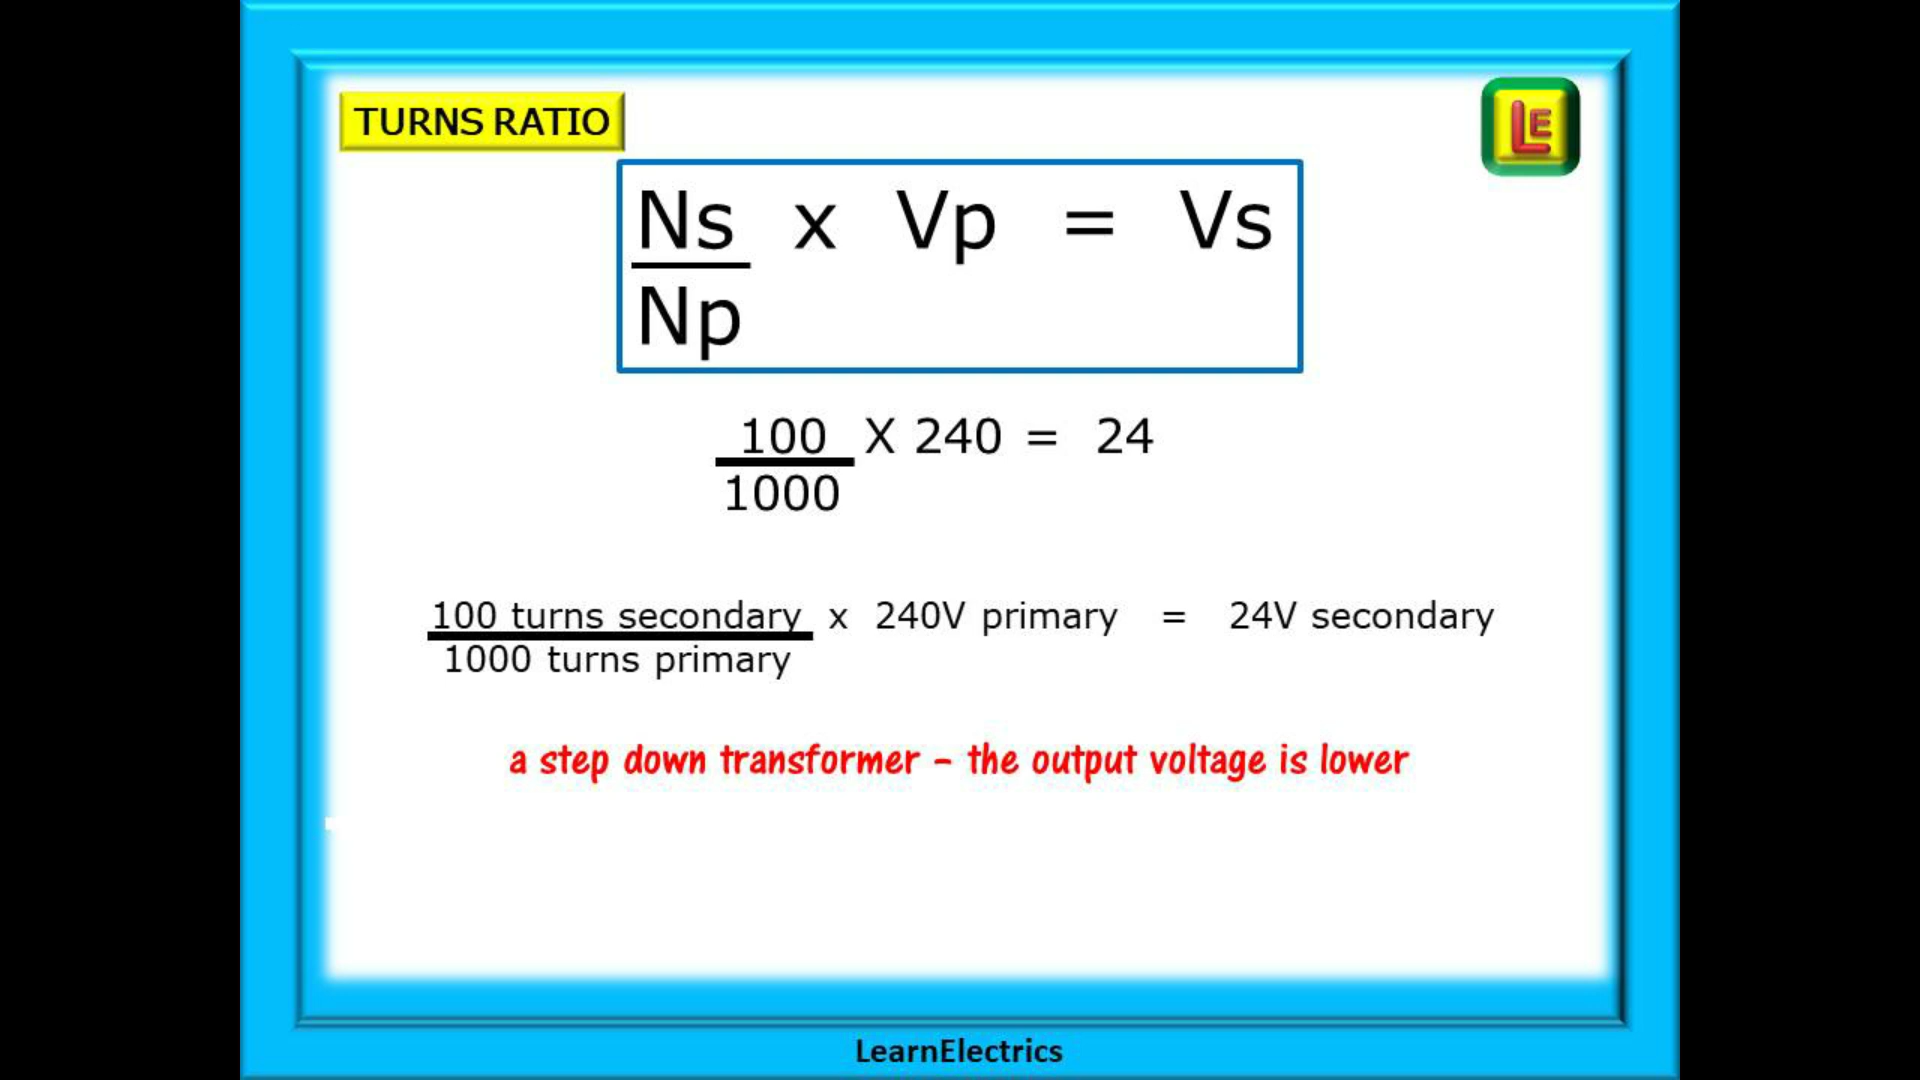 TURNS RATIO
LE
Ns x Vp = Vs
Np
100 X 240 = 24
1000
100 turns secondary x 240V primary = 24V secondary
1000 turns primary
a step down transformer – the output voltage is lower
LearnElectrics